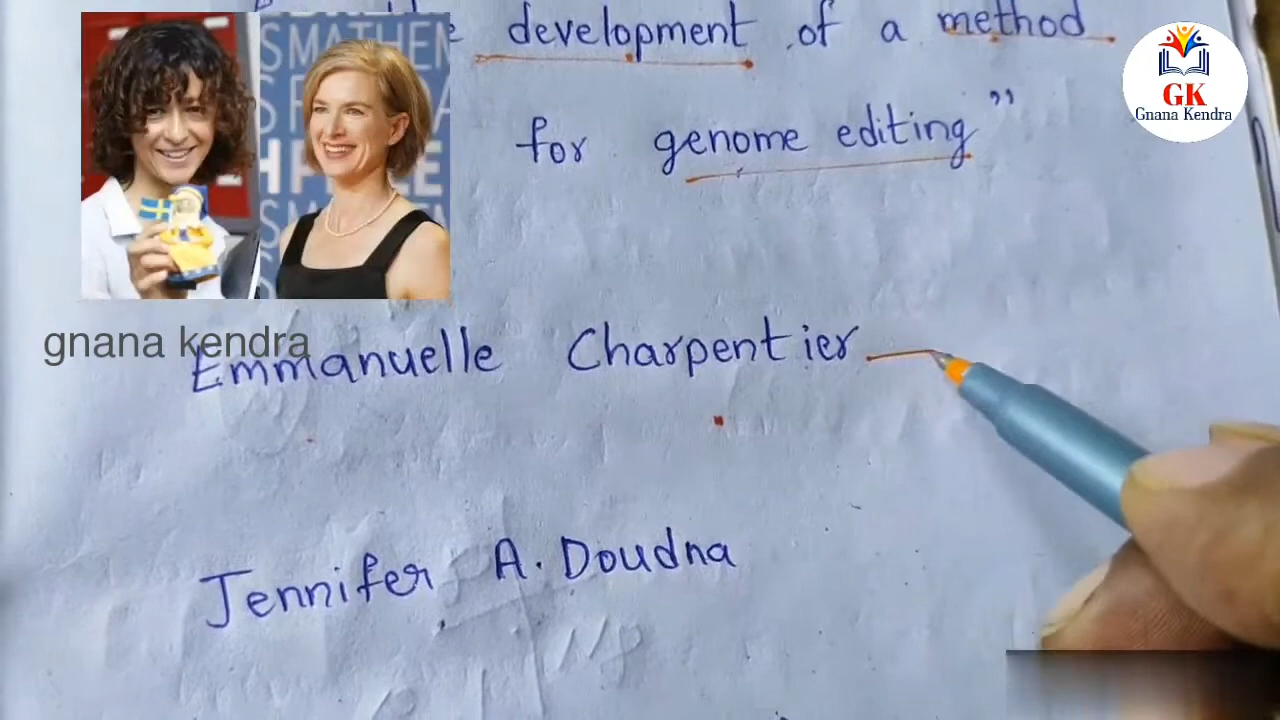 development of a method
for genome editing”
GK
Gnana Kendra
gnana kendra
Emmanuelle Charpentier
Jennifer A. Doudna